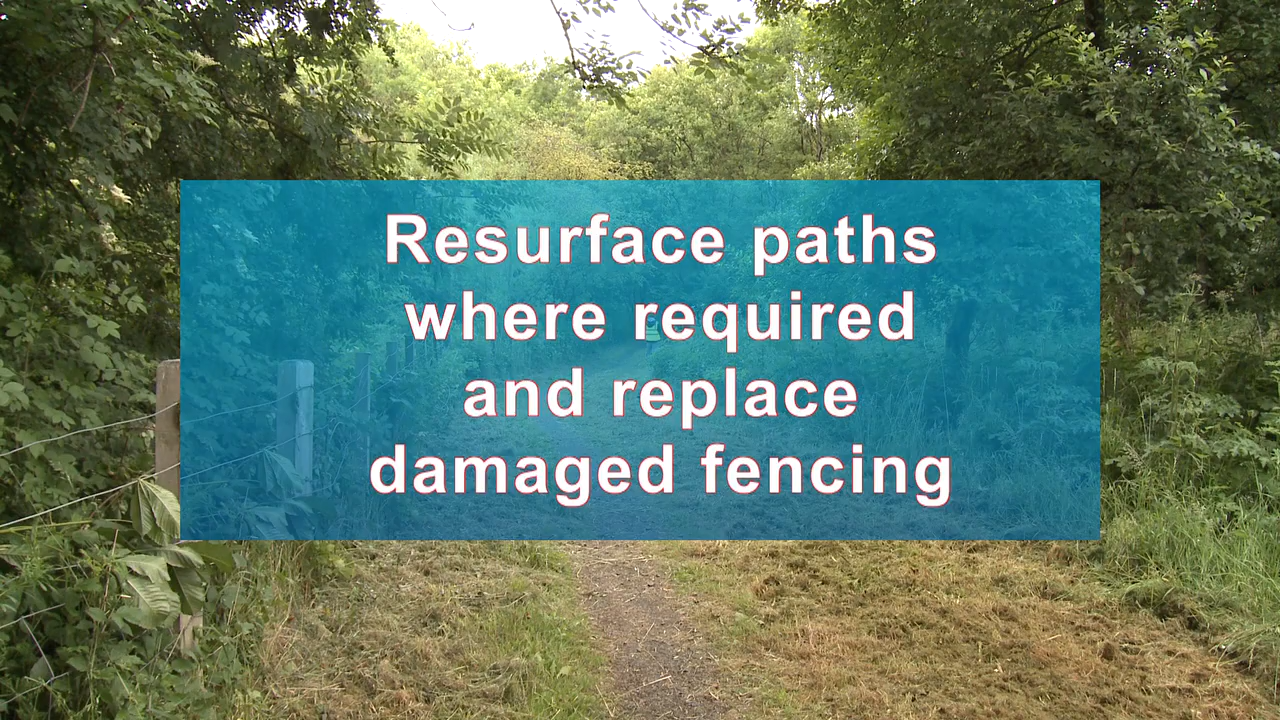 Resurface paths
where required
and replace
damaged fencing